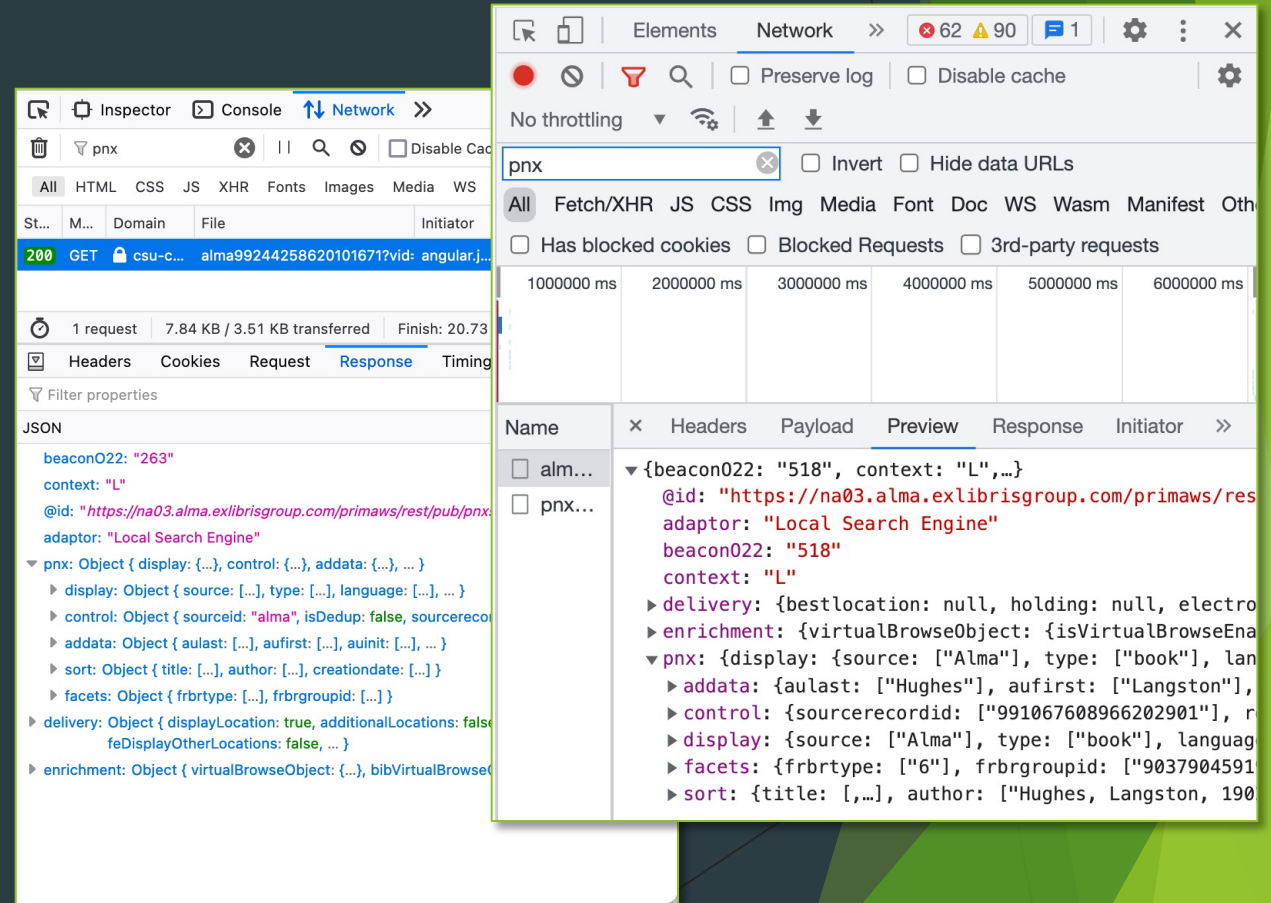 Inspector Console Network
pnx Disable Cac
All HTML CSS JS XHR Fonts Images Media WS
St... M... Domain File Initiator
200 GET csu-c... alma99244258620101671?vid: angular.j...
1 request 7.84 KB / 3.51 KB transferred Finish: 20.73
Headers Cookies Request Response Timing
Filter properties
JSON
beaconO22: "263"
context: "L"
@id: "https://na03.alma.exlibrisgroup.com/primaws/rest/pub/pnxs
adaptor: "Local Search Engine"
pnx: Object { display: {…}, control: {…}, addata: {…}, … }
display: Object { source: […], type: […], language: […], … }
control: Object { sourceid: "alma", isDedup: false, sourcerecor
addata: Object { aulast: […], aufirst: […], auinit: […], … }
sort: Object { title: […], author: […], creationdate: […] }
facets: Object { frbrtype: […], frbrgroupid: […] }
delivery: Object { displayLocation: true, additionalLocations: false
feDisplayOtherLocations: false, … }
enrichment: Object { virtualBrowseObject: {…}, bibVirtualBrowseO
Elements Network 62 90 1
Preserve log Disable cache
No throttling
pnx Invert Hide data URLs
All Fetch/XHR JS CSS Img Media Font Doc WS Wasm Manifest Othe
Has blocked cookies Blocked Requests 3rd-party requests
1000000 ms 2000000 ms 3000000 ms 4000000 ms 5000000 ms 6000000 ms
Name
alm…
pnx…
Headers Payload Preview Response Initiator
{beaconO22: "518", context: "L",…}
@id: "https://na03.alma.exlibrisgroup.com/primaws/res
adaptor: "Local Search Engine"
beaconO22: "518"
context: "L"
delivery: {bestlocation: null, holding: null, electro
enrichment: {virtualBrowseObject: {isVirtualBrowseEna
pnx: {display: {source: ["Alma"], type: ["book"], lan
addata: {aulast: ["Hughes"], aufirst: ["Langston"],
control: {sourcerecordid: ["991067608966202901"], r
display: {source: ["Alma"], type: ["book"], languag
facets: {frbrtype: ["6"], frbrgroupid: ["9037904591
sort: {title: [,…], author: ["Hughes, Langston, 190